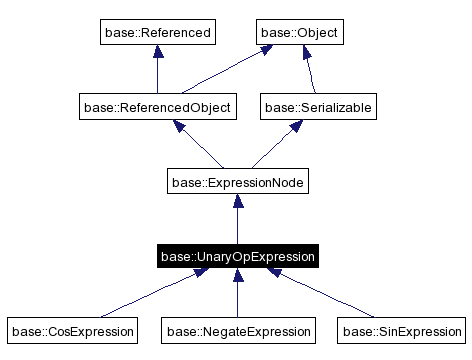 base::Referenced
base::Object
base::ReferencedObject
base::Serializable
base::ExpressionNode
base::UnaryOpExpression
base::CosExpression
base::NegateExpression
base::SinExpression